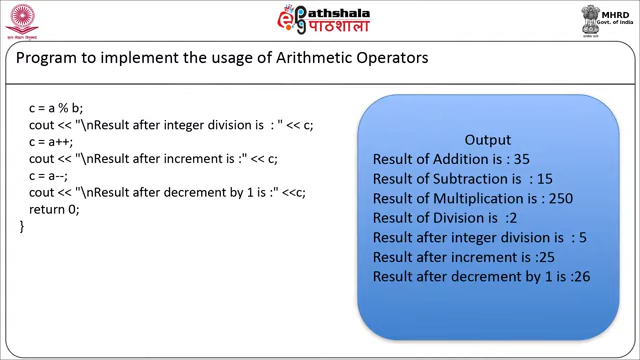 Pathshala
पाठशाला
MHRD
Govt. of India
Program to implement the usage of Arithmetic Operators
c = a % b;
cout << "\nResult after integer division is  : " << c;
c = a++;
cout << "\nResult after increment is :" << c;
c = a--;
cout << "\nResult after decrement by 1 is :" <<c;
return 0;
}
Output
Result of Addition is : 35
Result of Subtraction is  : 15
Result of Multiplication is : 250
Result of Division is  :2
Result after integer division is  : 5
Result after increment is :25
Result after decrement by 1 is :26